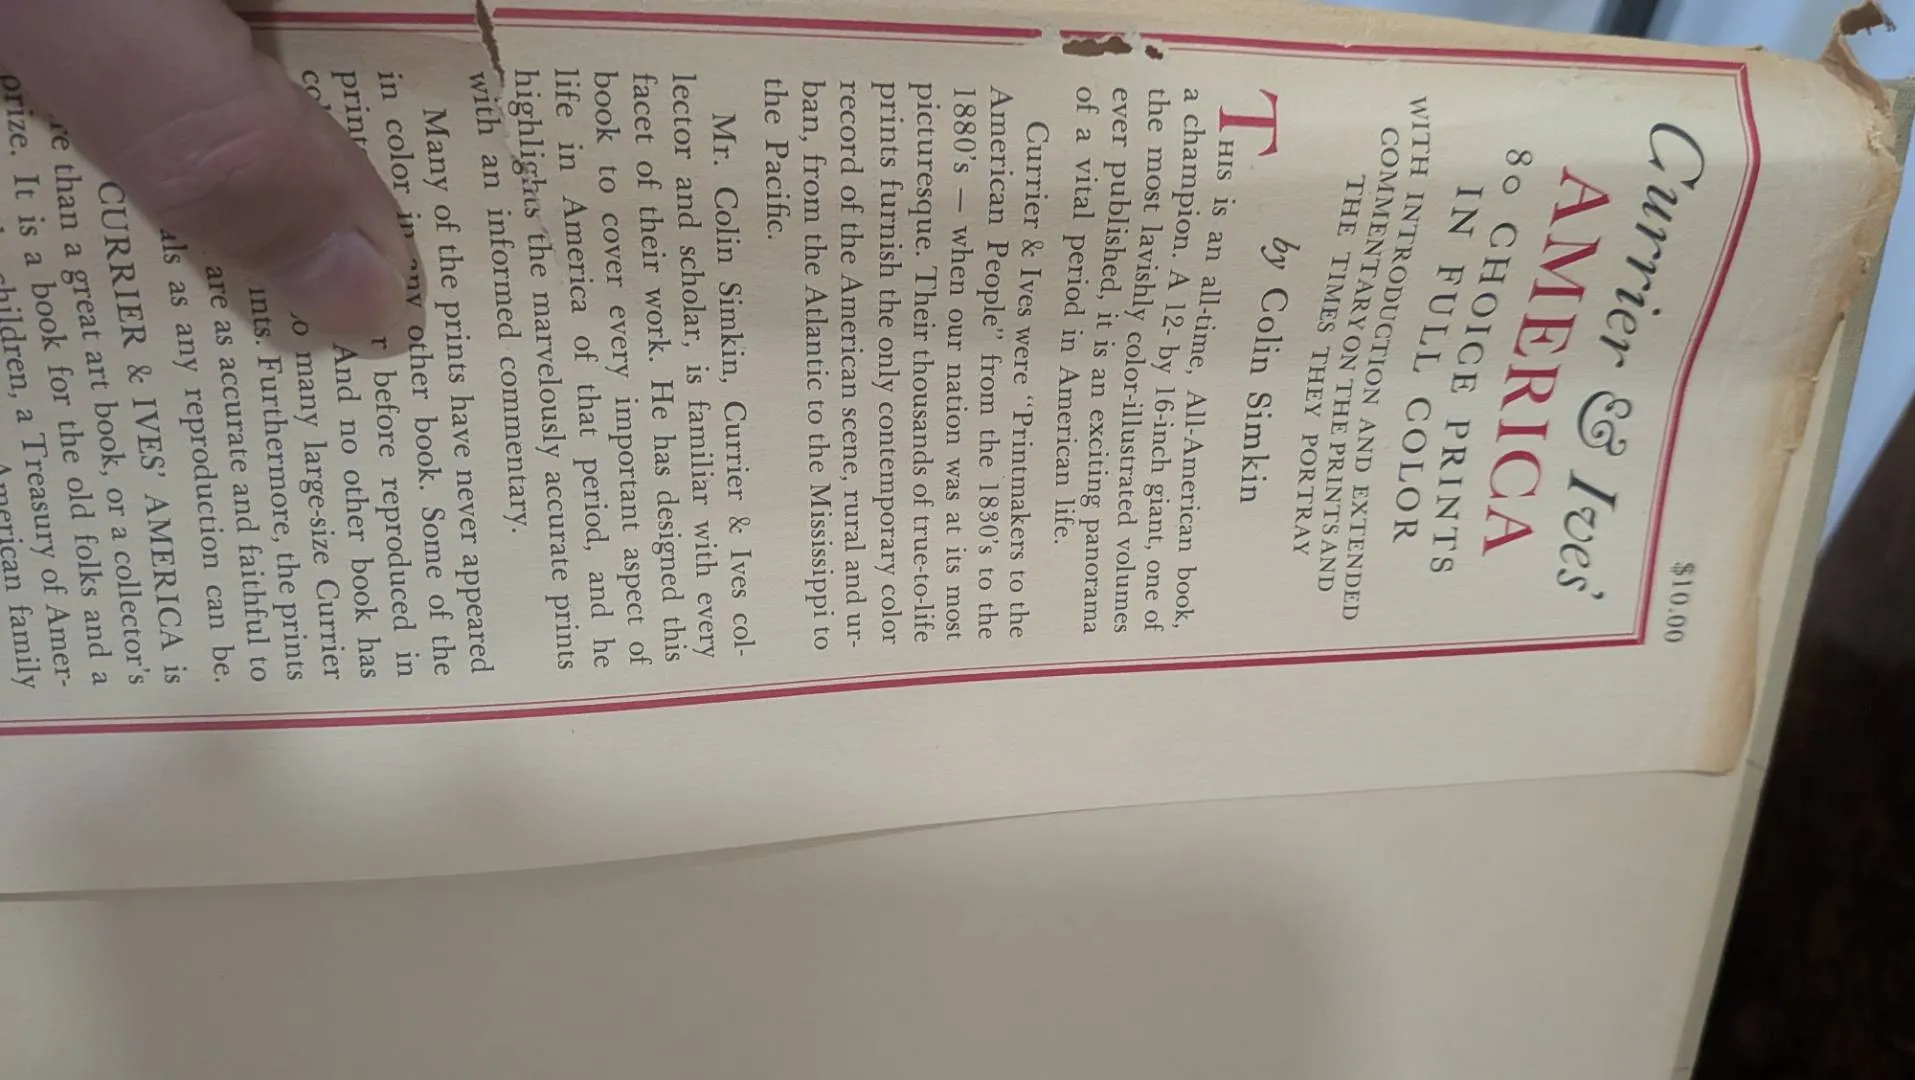 $10.00
Currier & Ives'
AMERICA
80 CHOICE PRINTS
IN FULL COLOR
WITH INTRODUCTION AND EXTENDED
COMMENTARY ON THE PRINTS AND
THE TIMES THEY PORTRAY
by Colin Simkin
THIS is an all-time, All-American book,
a champion. A 12- by 16-inch giant, one of
the most lavishly color-illustrated volumes
ever published, it is an exciting panorama
of a vital period in American life.
Currier & Ives were “Printmakers to the
American People” from the 1830's to the
1880's — when our nation was at its most
picturesque. Their thousands of true-to-life
prints furnish the only contemporary color
record of the American scene, rural and ur-
ban, from the Atlantic to the Mississippi to
the Pacific.
Mr. Colin Simkin, Currier & Ives col-
lector and scholar, is familiar with every
facet of their work. He has designed this
book to cover every important aspect of
life in America of that period, and he
highlights the marvelously accurate prints
with an informed commentary.
Many of the prints have never appeared
in color in any other book. Some of the
print before reproduced in
And no other book has
many large-size Currier
Furthermore, the prints
are as accurate and faithful to
as any reproduction can be.
CURRIER & IVES' AMERICA is
than a great art book, or a collector's
prize. It is a book for the old folks and a
children, a Treasury of Amer-
American family